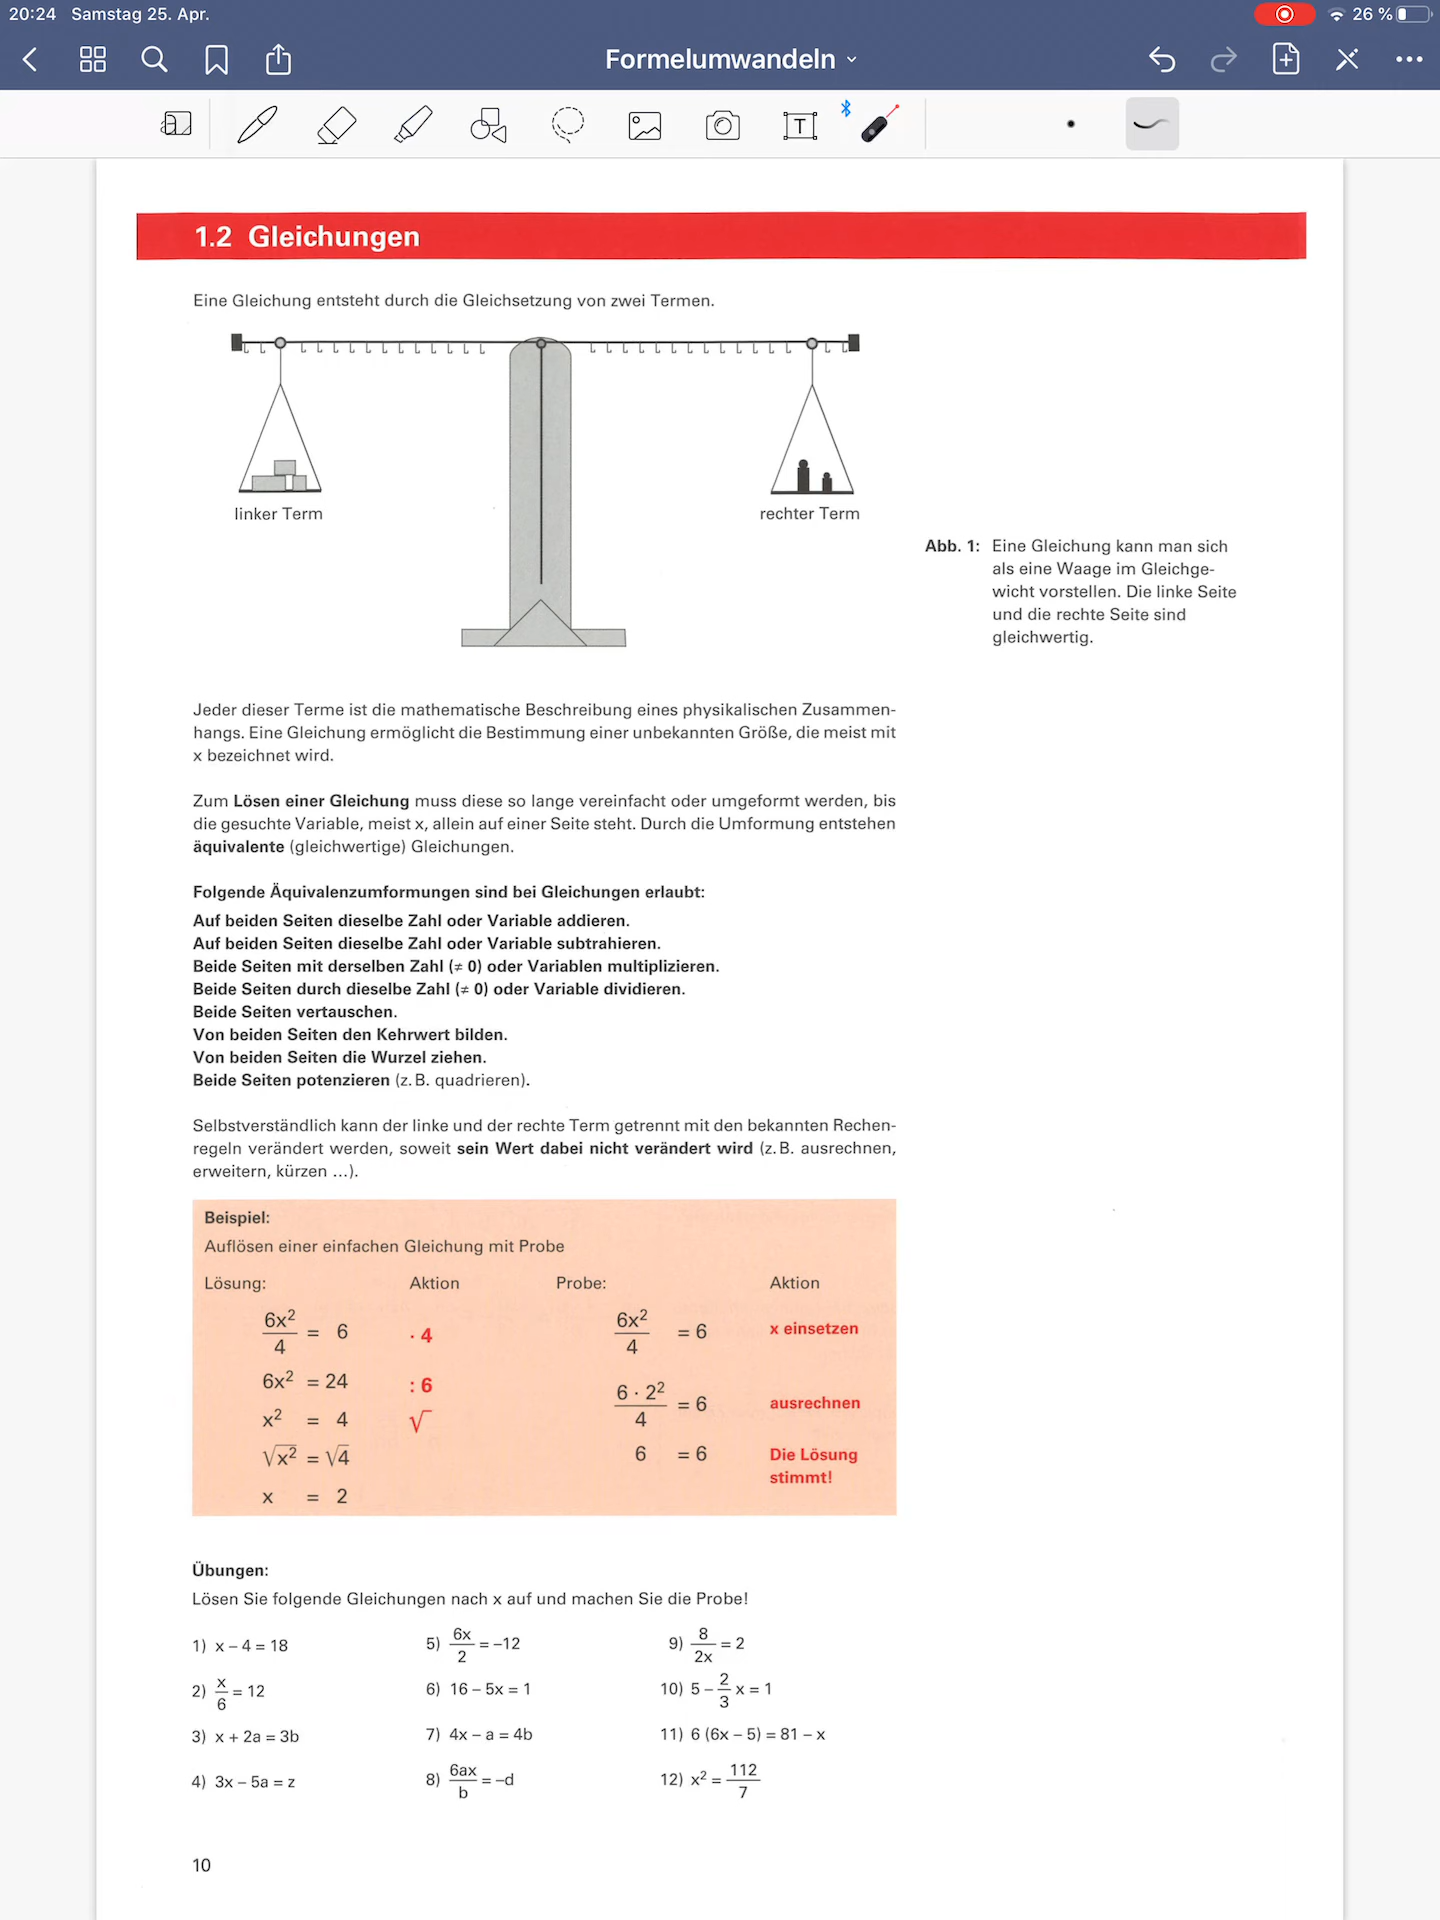 20:24 Samstag 25. Apr.
26 %
Formelumwandeln
1.2 Gleichungen
Eine Gleichung entsteht durch die Gleichsetzung von zwei Termen.
linker Term
rechter Term
Abb. 1: Eine Gleichung kann man sich
als eine Waage im Gleichge-
wicht vorstellen. Die linke Seite
und die rechte Seite sind
gleichwertig.
Jeder dieser Terme ist die mathematische Beschreibung eines physikalischen Zusammen-
hangs. Eine Gleichung ermöglicht die Bestimmung einer unbekannten Größe, die meist mit
x bezeichnet wird.
Zum Lösen einer Gleichung muss diese so lange vereinfacht oder umgeformt werden, bis
die gesuchte Variable, meist x, allein auf einer Seite steht. Durch die Umformung entstehen
äquivalente (gleichwertige) Gleichungen.
Folgende Äquivalenzumformungen sind bei Gleichungen erlaubt:
Auf beiden Seiten dieselbe Zahl oder Variable addieren.
Auf beiden Seiten dieselbe Zahl oder Variable subtrahieren.
Beide Seiten mit derselben Zahl (≠ 0) oder Variablen multiplizieren.
Beide Seiten durch dieselbe Zahl (≠ 0) oder Variable dividieren.
Beide Seiten vertauschen.
Von beiden Seiten den Kehrwert bilden.
Von beiden Seiten die Wurzel ziehen.
Beide Seiten potenzieren (z. B. quadrieren).
Selbstverständlich kann der linke und der rechte Term getrennt mit den bekannten Rechen-
regeln verändert werden, soweit sein Wert dabei nicht verändert wird (z. B. ausrechnen,
erweitern, kürzen ...).
Beispiel:
Auflösen einer einfachen Gleichung mit Probe
Lösung: Aktion Probe: Aktion
6x²/4 = 6 · 4 6x²/4 = 6 x einsetzen
6x² = 24 : 6 6 · 2²/4 = 6 ausrechnen
x² = 4 √
√x² = √4 6 = 6 Die Lösung
stimmt!
x = 2
Übungen:
Lösen Sie folgende Gleichungen nach x auf und machen Sie die Probe!
1) x – 4 = 18 5) 6x/2 = –12 9) 8/2x = 2
2) x/6 = 12 6) 16 – 5x = 1 10) 5 – 2/3 x = 1
3) x + 2a = 3b 7) 4x – a = 4b 11) 6 (6x – 5) = 81 – x
4) 3x – 5a = z 8) 6ax/b = –d 12) x² = 112/7
10